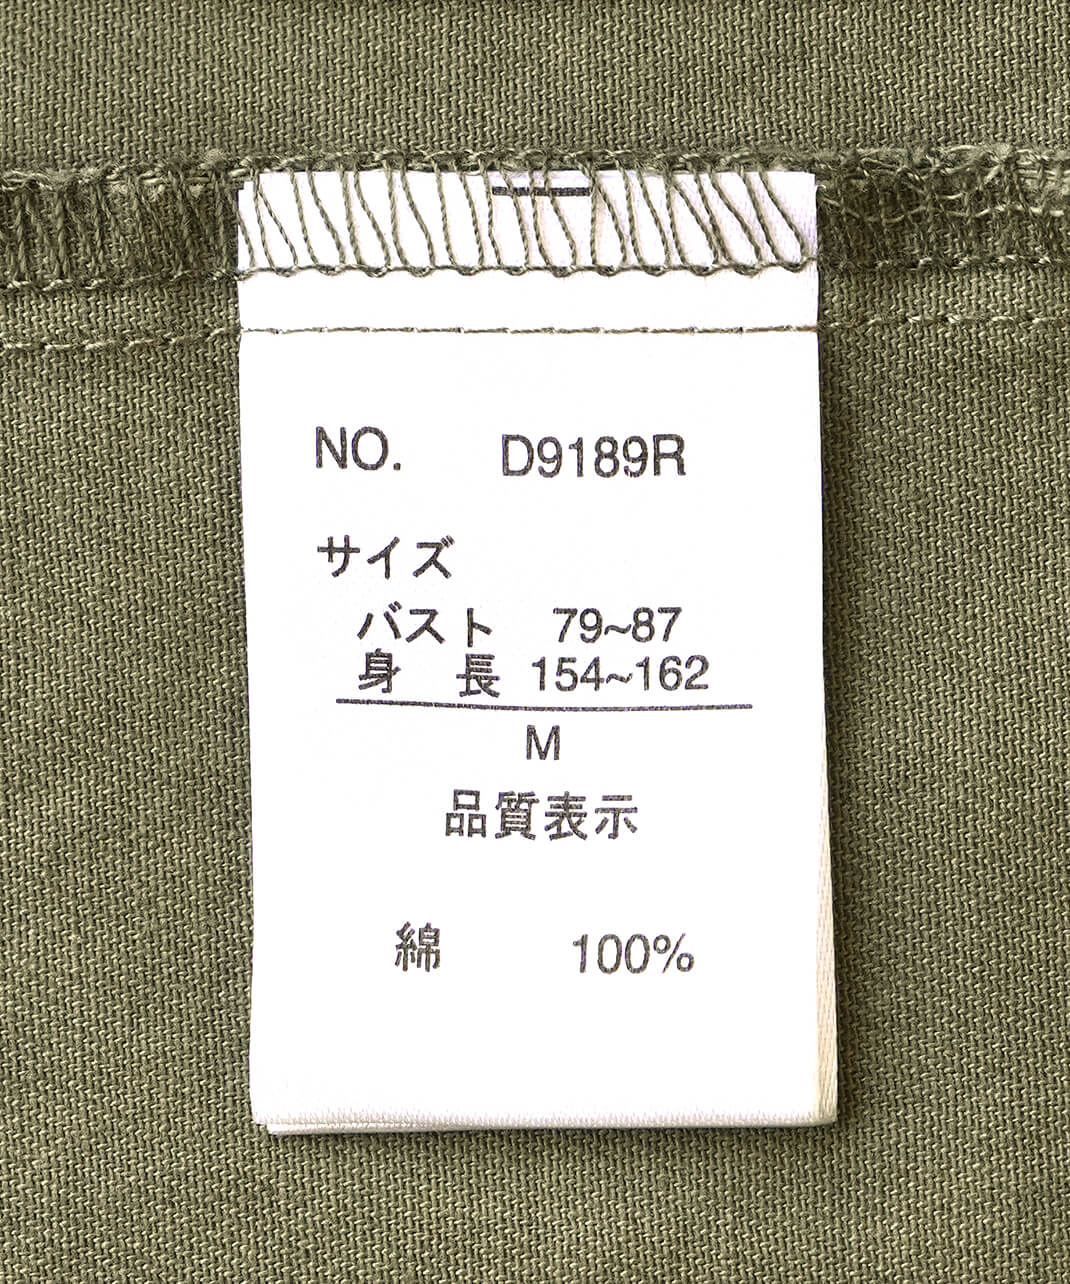 NO. D9189R
サイズ
バスト 79~87
身 長 154~162
M
品質表示
綿 100%